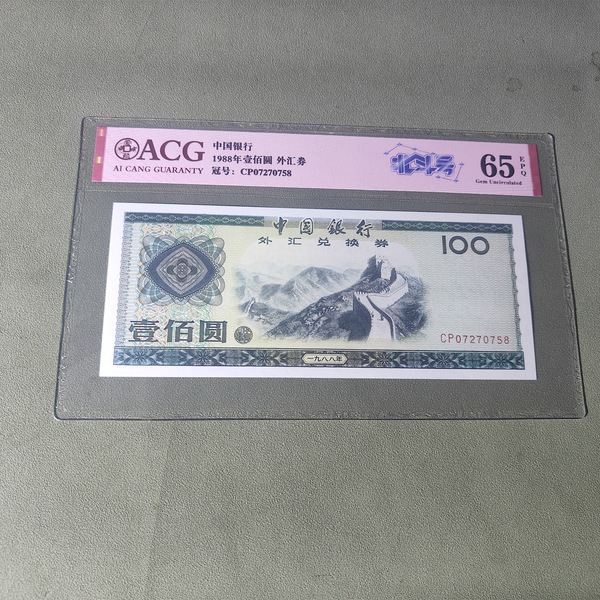 ACG
AI CANG GUARANTY
中国银行
1988年壹佰圆 外汇券
冠号：CP07270758
65 EPQ
Gem Uncirculated
中国银行
外汇兑换券
100
壹佰圆
CP07270758
一九八八年